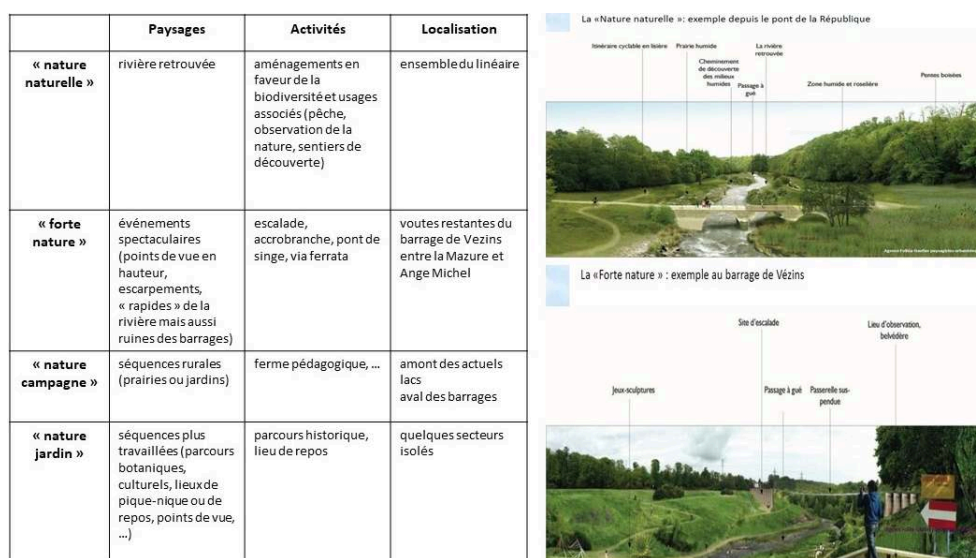 Paysages Activités Localisation
« nature naturelle »
rivière retrouvée
aménagements en
faveur de la
biodiversité et usages
associés (pêche,
observation de la
nature, sentiers de
découverte)
ensemble du linéaire
« forte nature »
événements
spectaculaires
(points de vue en
hauteur,
escarpements,
« rapides » de la
rivière mais aussi
ruines des barrages)
escalade,
accrobranche, pont de
singe, via ferrata
voutes restantes du
barrage de Vezins
entre la Mazure et
Ange Michel
« nature campagne »
séquences rurales
(prairies ou jardins)
ferme pédagogique, ...
amont des actuels
lacs
aval des barrages
« nature jardin »
séquences plus
travaillées (parcours
botaniques,
culturels, lieux de
pique-nique ou de
repos, points de vue,
...)
parcours historique,
lieu de repos
quelques secteurs
isolés
La «Nature naturelle »: exemple depuis le pont de la République
Itinéraire cyclable en lisière
Prairie humide
Cheminement
de découverte
des milieux
humides
Passage à
gué
La rivière
retrouvée
Zone humide et roselière
Pentes boisées
La «Forte nature » : exemple au barrage de Vézins
Jeux-sculptures
Site d'escalade
Passage à gué
Passerelle sus-
pendue
Lieu d'observation,
belvédère